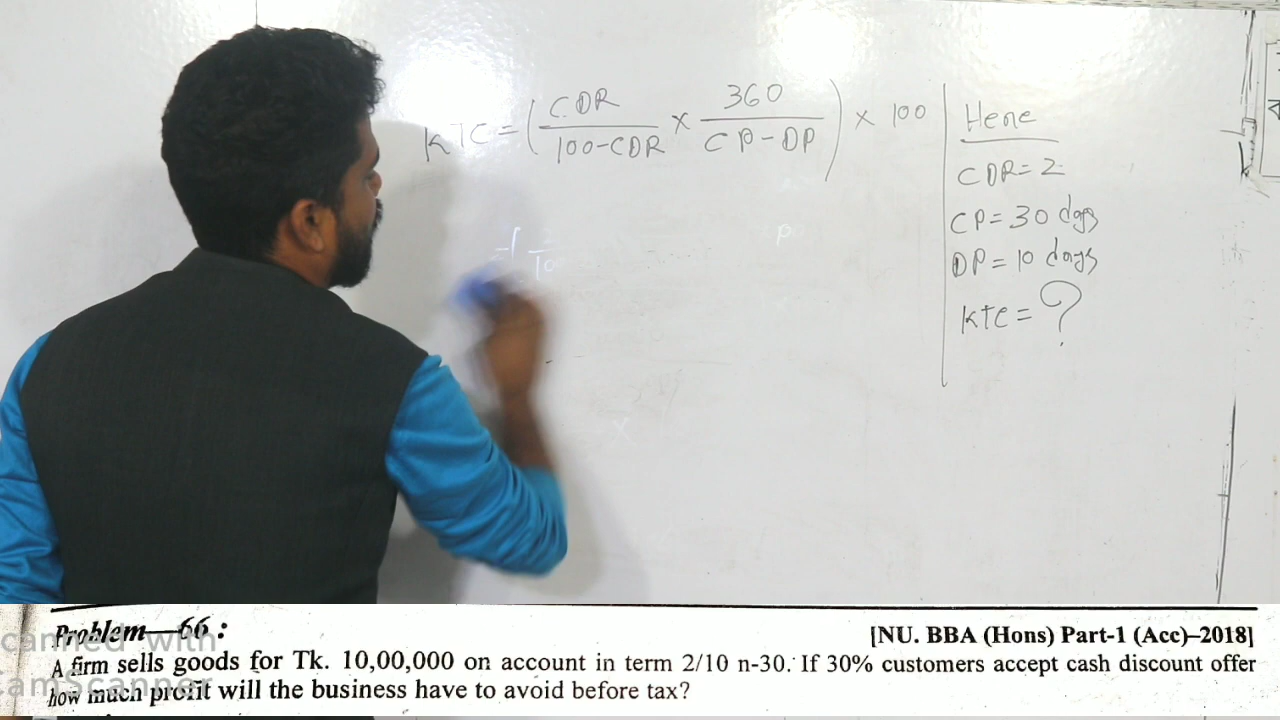 KTC = ( CDR / 100-CDR × 360 / CP-DP ) × 100
Here
CDR = 2
CP = 30 days
DP = 10 days
KTC = ?
Problem—66 :
[NU. BBA (Hons) Part-1 (Acc)–2018]
A firm sells goods for Tk. 10,00,000 on account in term 2/10 n-30. If 30% customers accept cash discount offer
how much profit will the business have to avoid before tax?